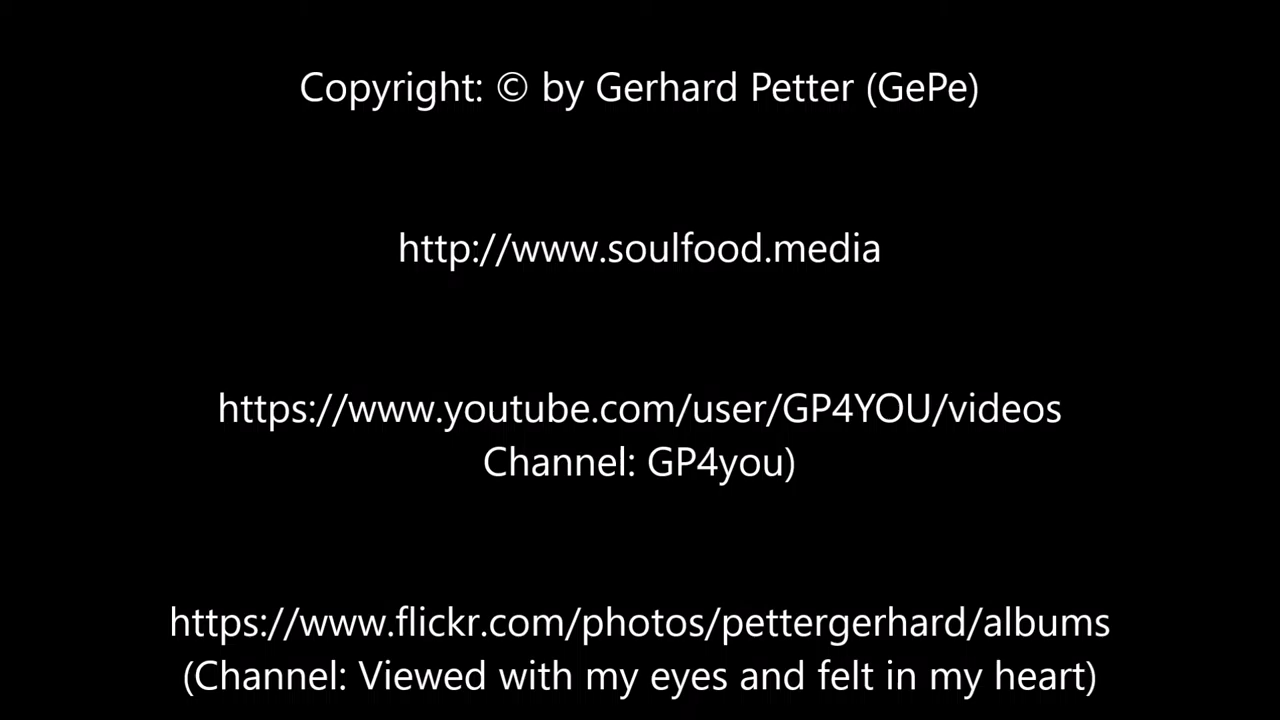 Copyright: © by Gerhard Petter (GePe)
http://www.soulfood.media
https://www.youtube.com/user/GP4YOU/videos
Channel: GP4you)
https://www.flickr.com/photos/pettergerhard/albums
(Channel: Viewed with my eyes and felt in my heart)